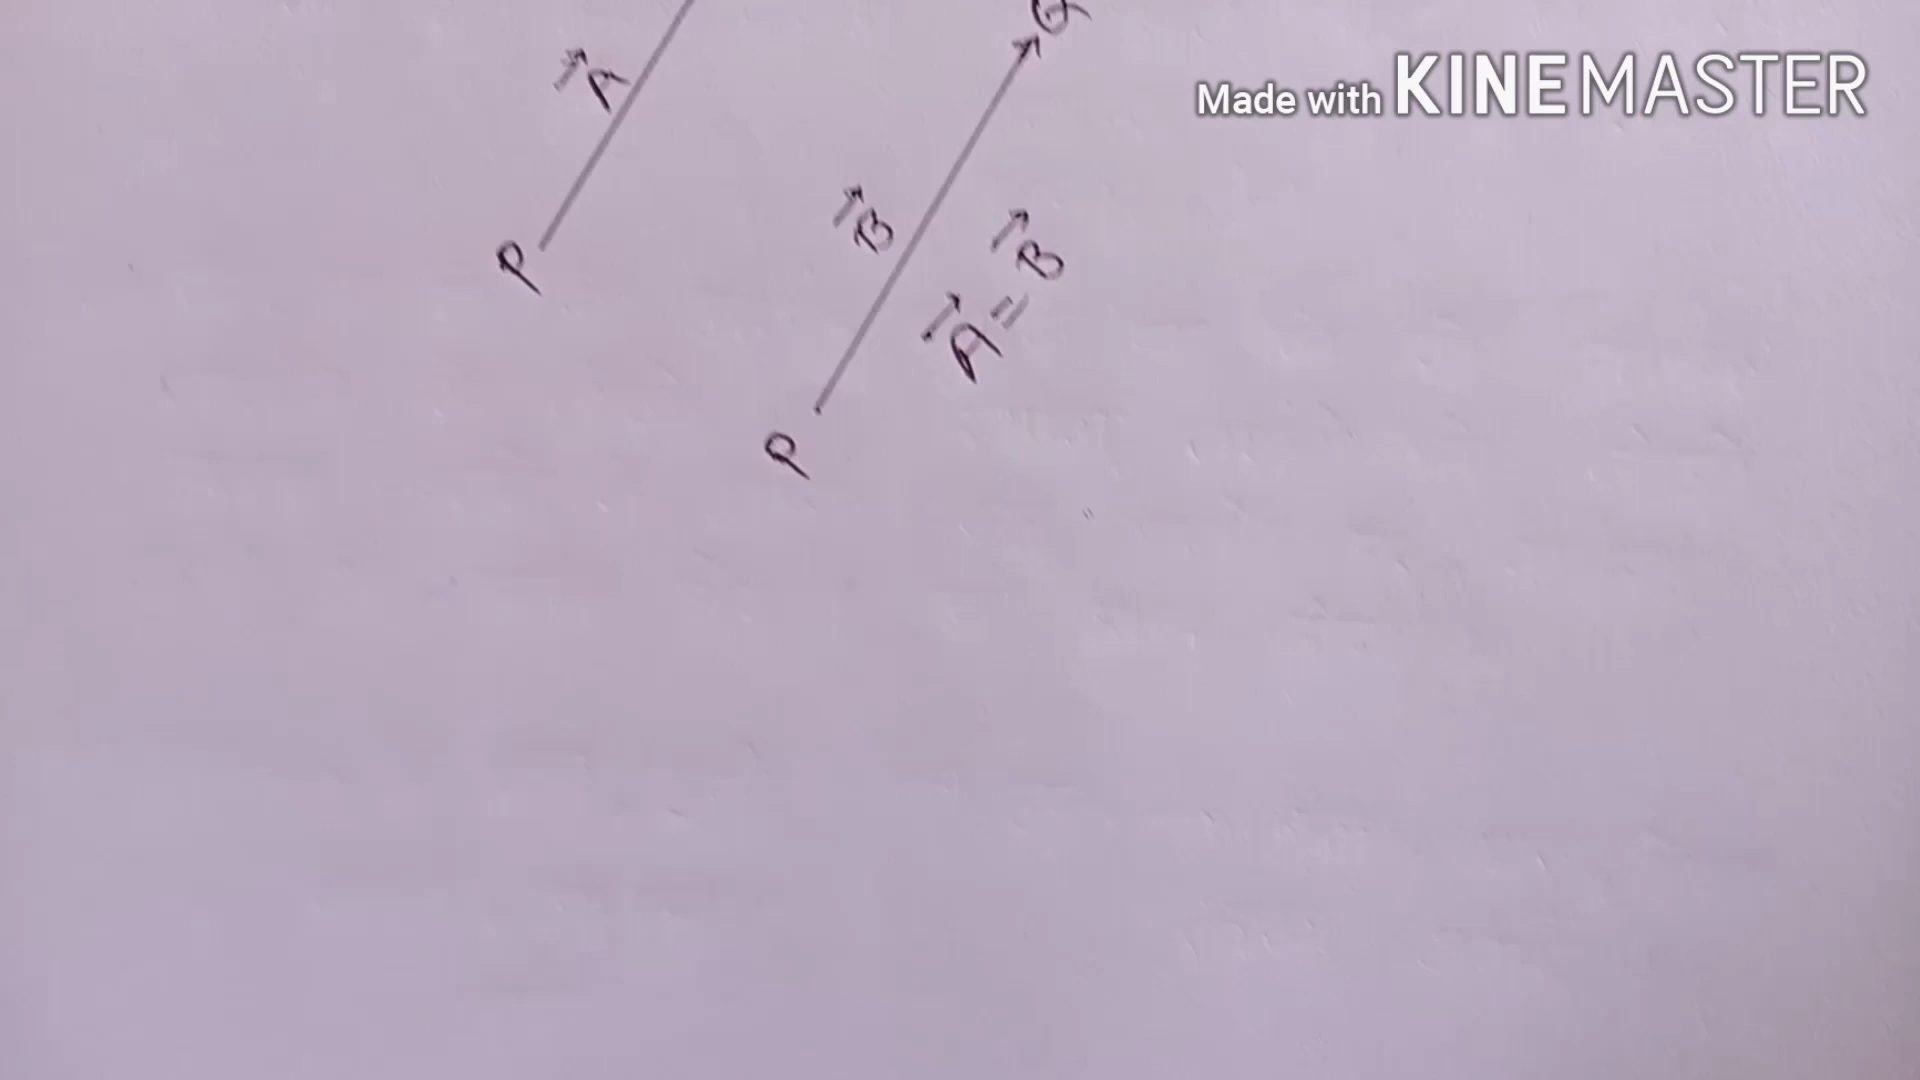 Made with KINEMASTER
Q
A⃗
B⃗
P
A⃗ = B⃗
P